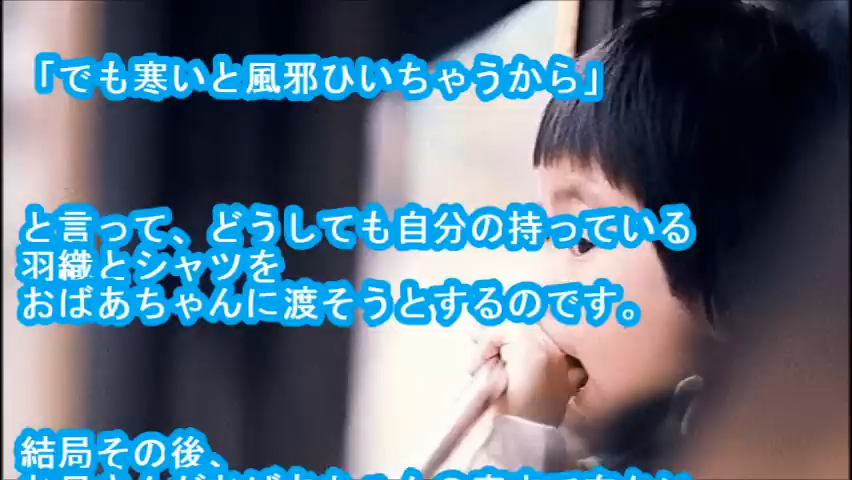 「でも寒いと風邪ひいちゃうから」
と言って、どうしても自分の持っている
羽織とシャツを
おばあちゃんに渡そうとするのです。
結局その後、